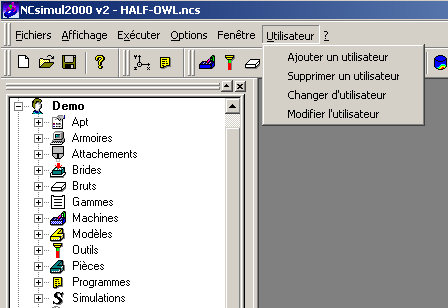 NCsimul2000 v2 - HALF-OWL.ncs
Fichiers Affichage Exécuter Options Fenêtre Utilisateur ?
Ajouter un utilisateur
Supprimer un utilisateur
Changer d'utilisateur
Modifier l'utilisateur
Demo
Apt
Armoires
Attachements
Brides
Bruts
Gammes
Machines
Modèles
Outils
Pièces
Programmes
Simulations